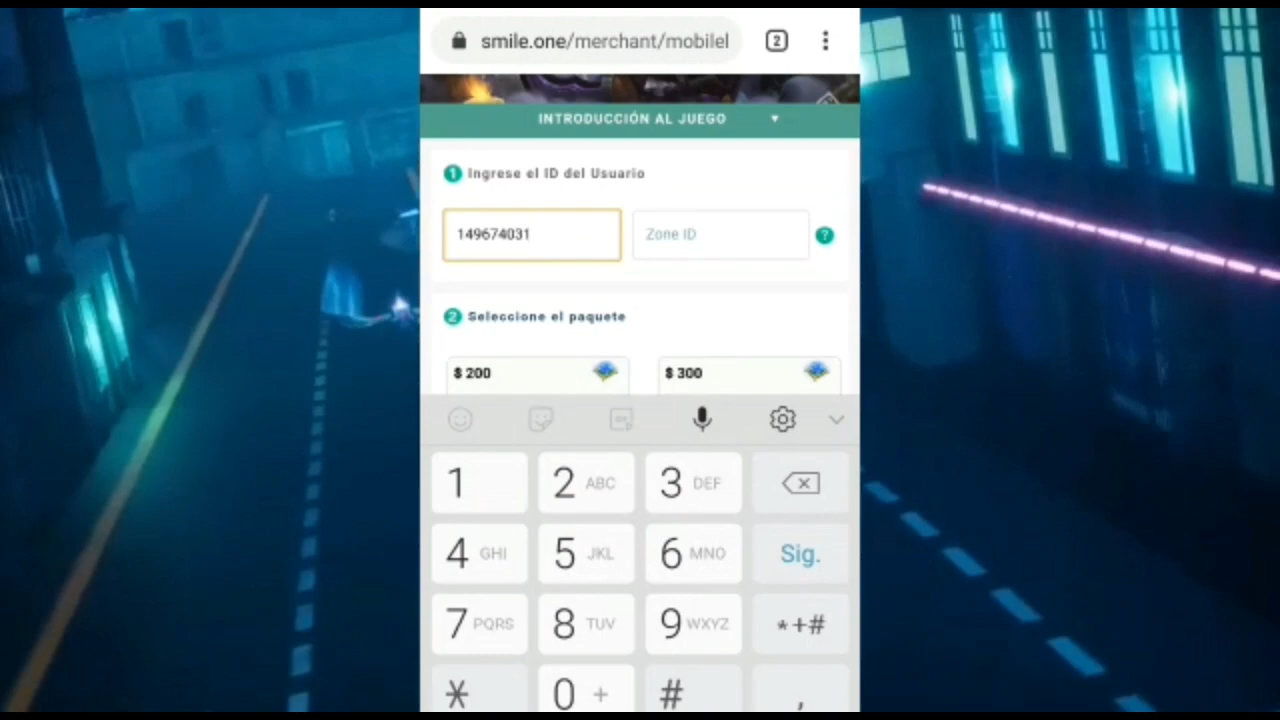 smile.one/merchant/mobilel
2
INTRODUCCIÓN AL JUEGO
1 Ingrese el ID del Usuario
149674031
Zone ID
?
2 Seleccione el paquete
$ 200
$ 300
1
2 ABC
3 DEF
4 GHI
5 JKL
6 MNO
Sig.
7 PQRS
8 TUV
9 WXYZ
*+#
*
0 +
#
,